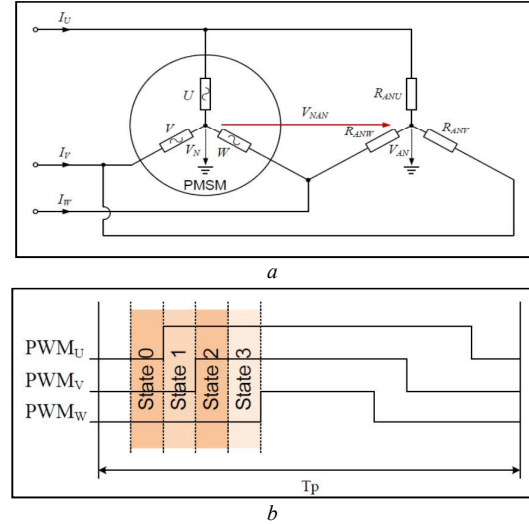 I_U
R_ANU
U
V_NAN
V
R_ANW
R_ANV
V_N
W
V_AN
I_V
PMSM
I_W
a
PWM_U
PWM_V
PWM_W
State 0
State 1
State 2
State 3
Tp
b